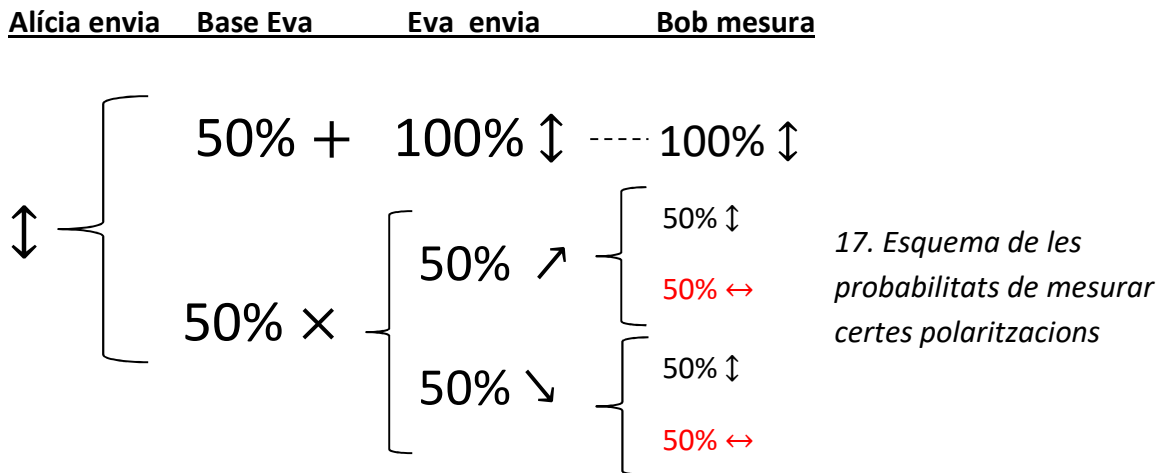 Alícia envia Base Eva Eva envia Bob mesura
50% + 100% ↕ ----- 100% ↕
50% ↕
↕
50% ↗
17. Esquema de les
50% ↔
probabilitats de mesurar
50% ×
certes polaritzacions
50% ↕
50% ↘
50% ↔